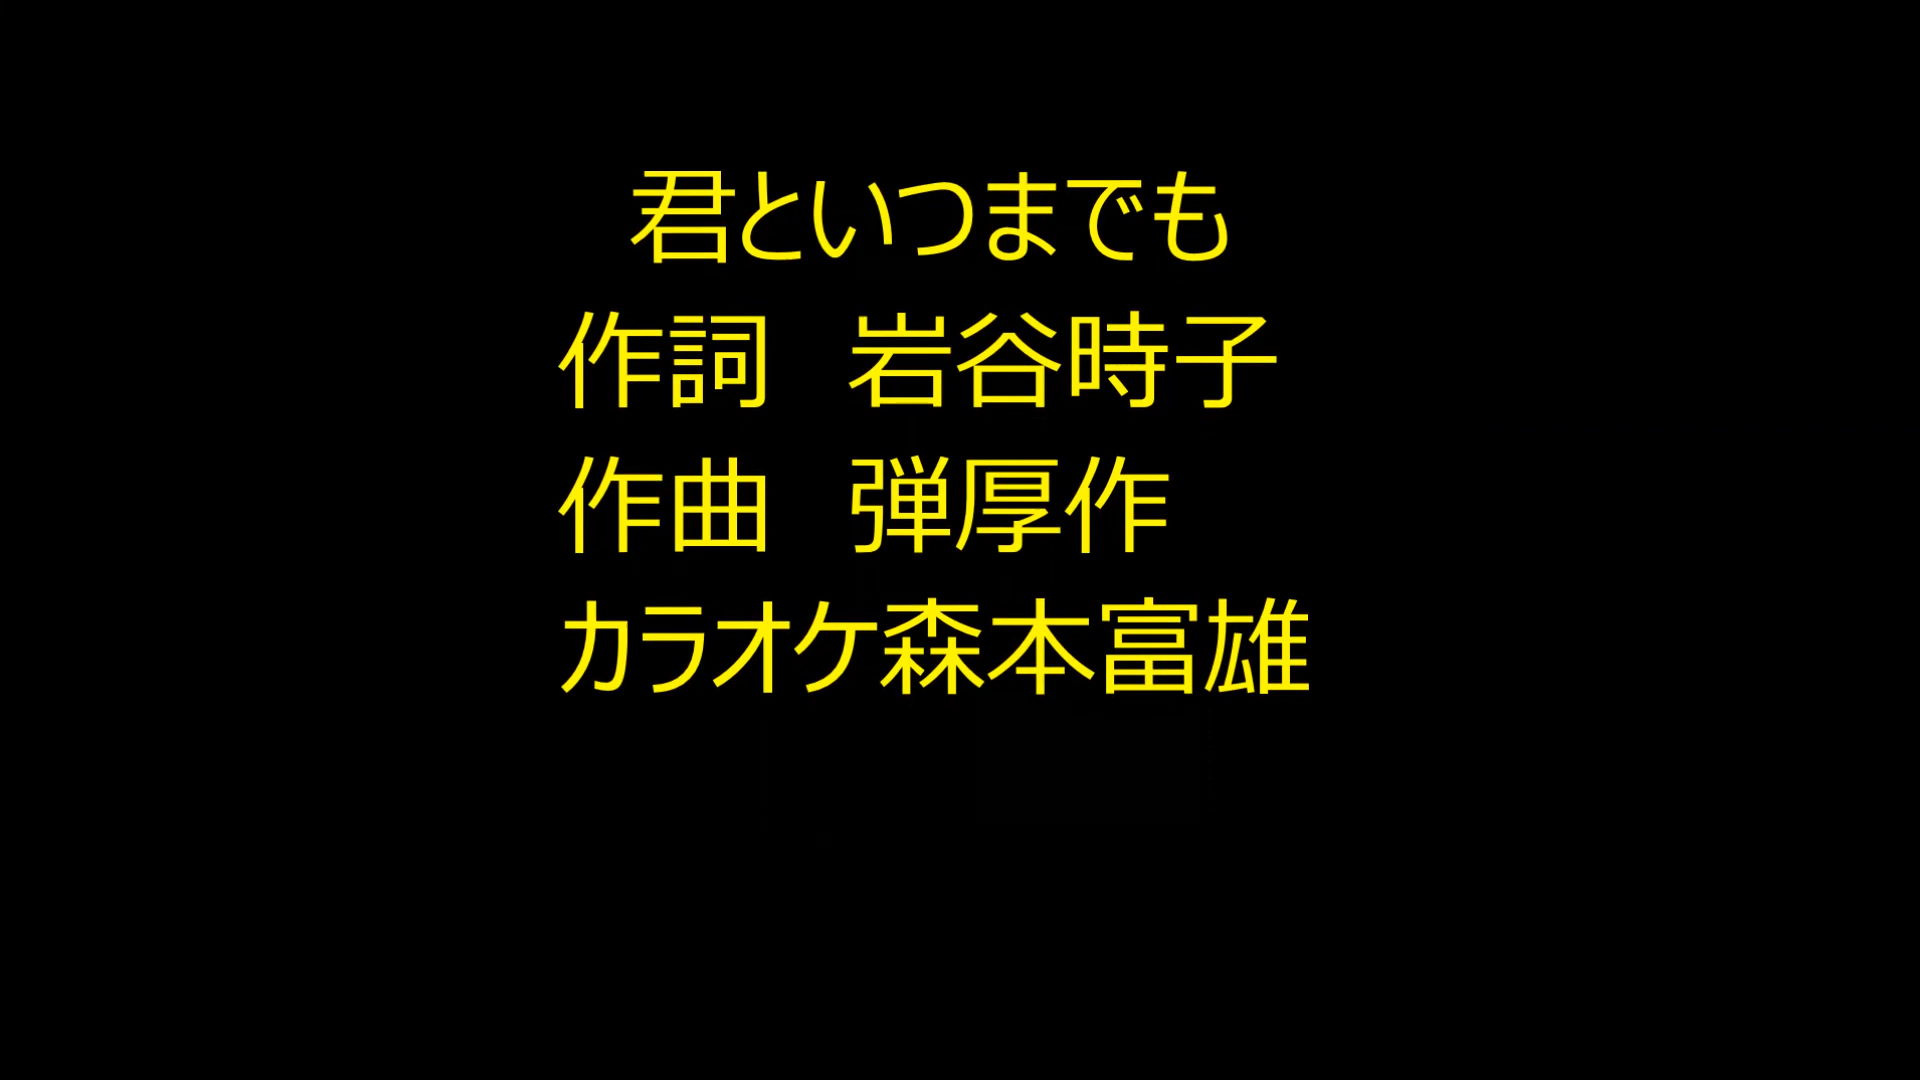 君といつまでも
作詞　岩谷時子
作曲　弾厚作
カラオケ森本富雄